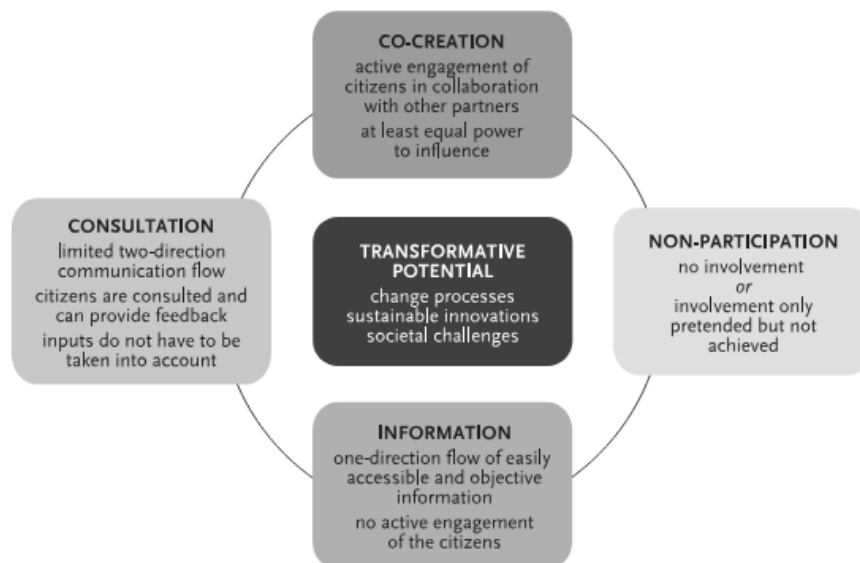 CO-CREATION
active engagement of
citizens in collaboration
with other partners
at least equal power
to influence
CONSULTATION
limited two-direction
communication flow
citizens are consulted and
can provide feedback
inputs do not have to be
taken into account
TRANSFORMATIVE
POTENTIAL
change processes
sustainable innovations
societal challenges
NON-PARTICIPATION
no involvement
or
involvement only
pretended but not
achieved
INFORMATION
one-direction flow of easily
accessible and objective
information
no active engagement
of the citizens